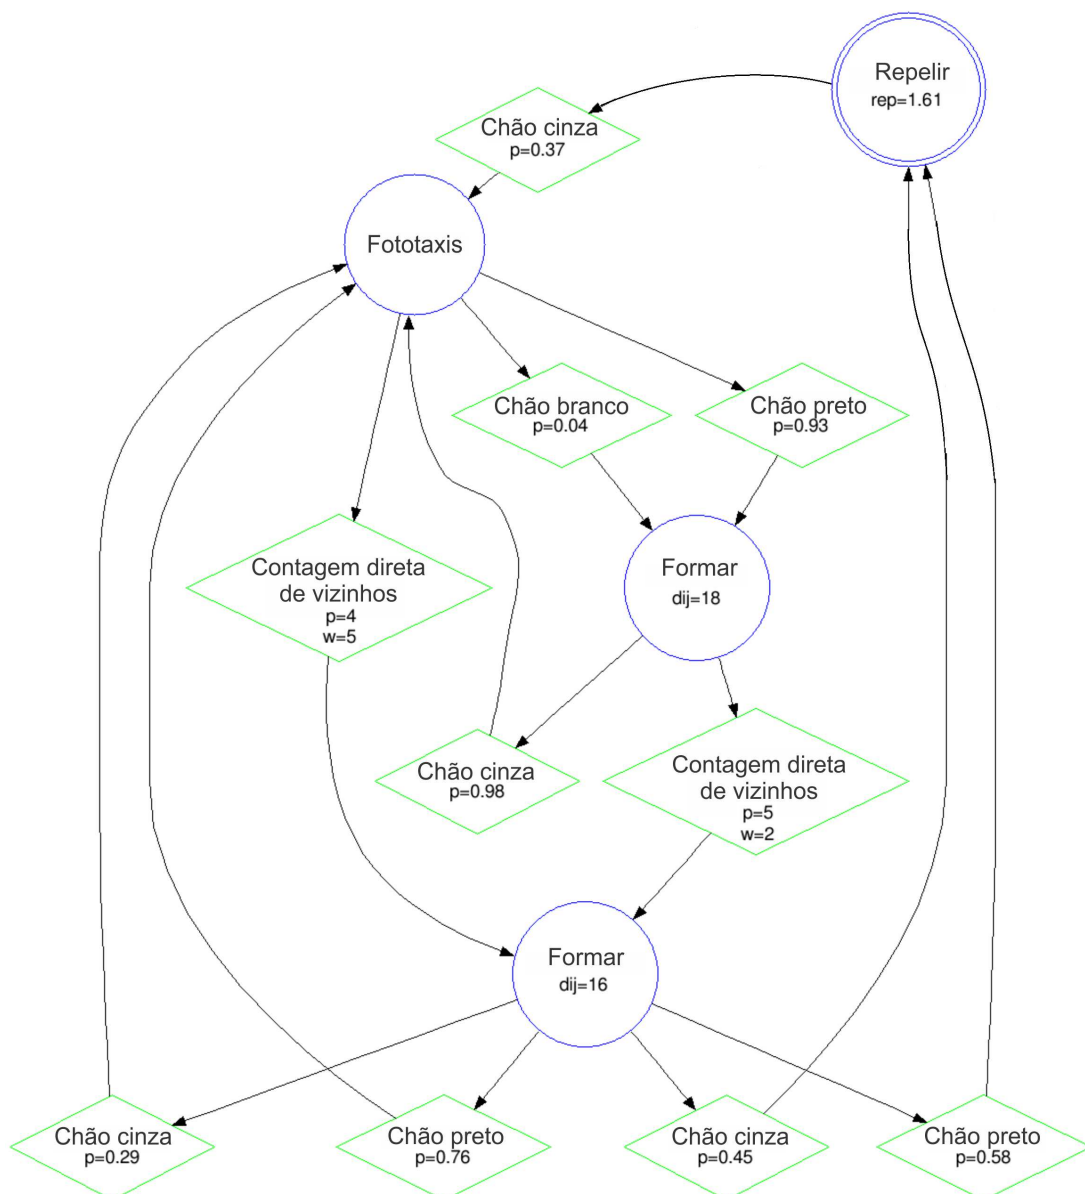 Repelir
rep=1.61
Chão cinza
p=0.37
Fototaxis
Chão branco
p=0.04
Chão preto
p=0.93
Contagem direta
de vizinhos
p=4
w=5
Formar
dij=18
Chão cinza
p=0.98
Contagem direta
de vizinhos
p=5
w=2
Formar
dij=16
Chão cinza
p=0.29
Chão preto
p=0.76
Chão cinza
p=0.45
Chão preto
p=0.58